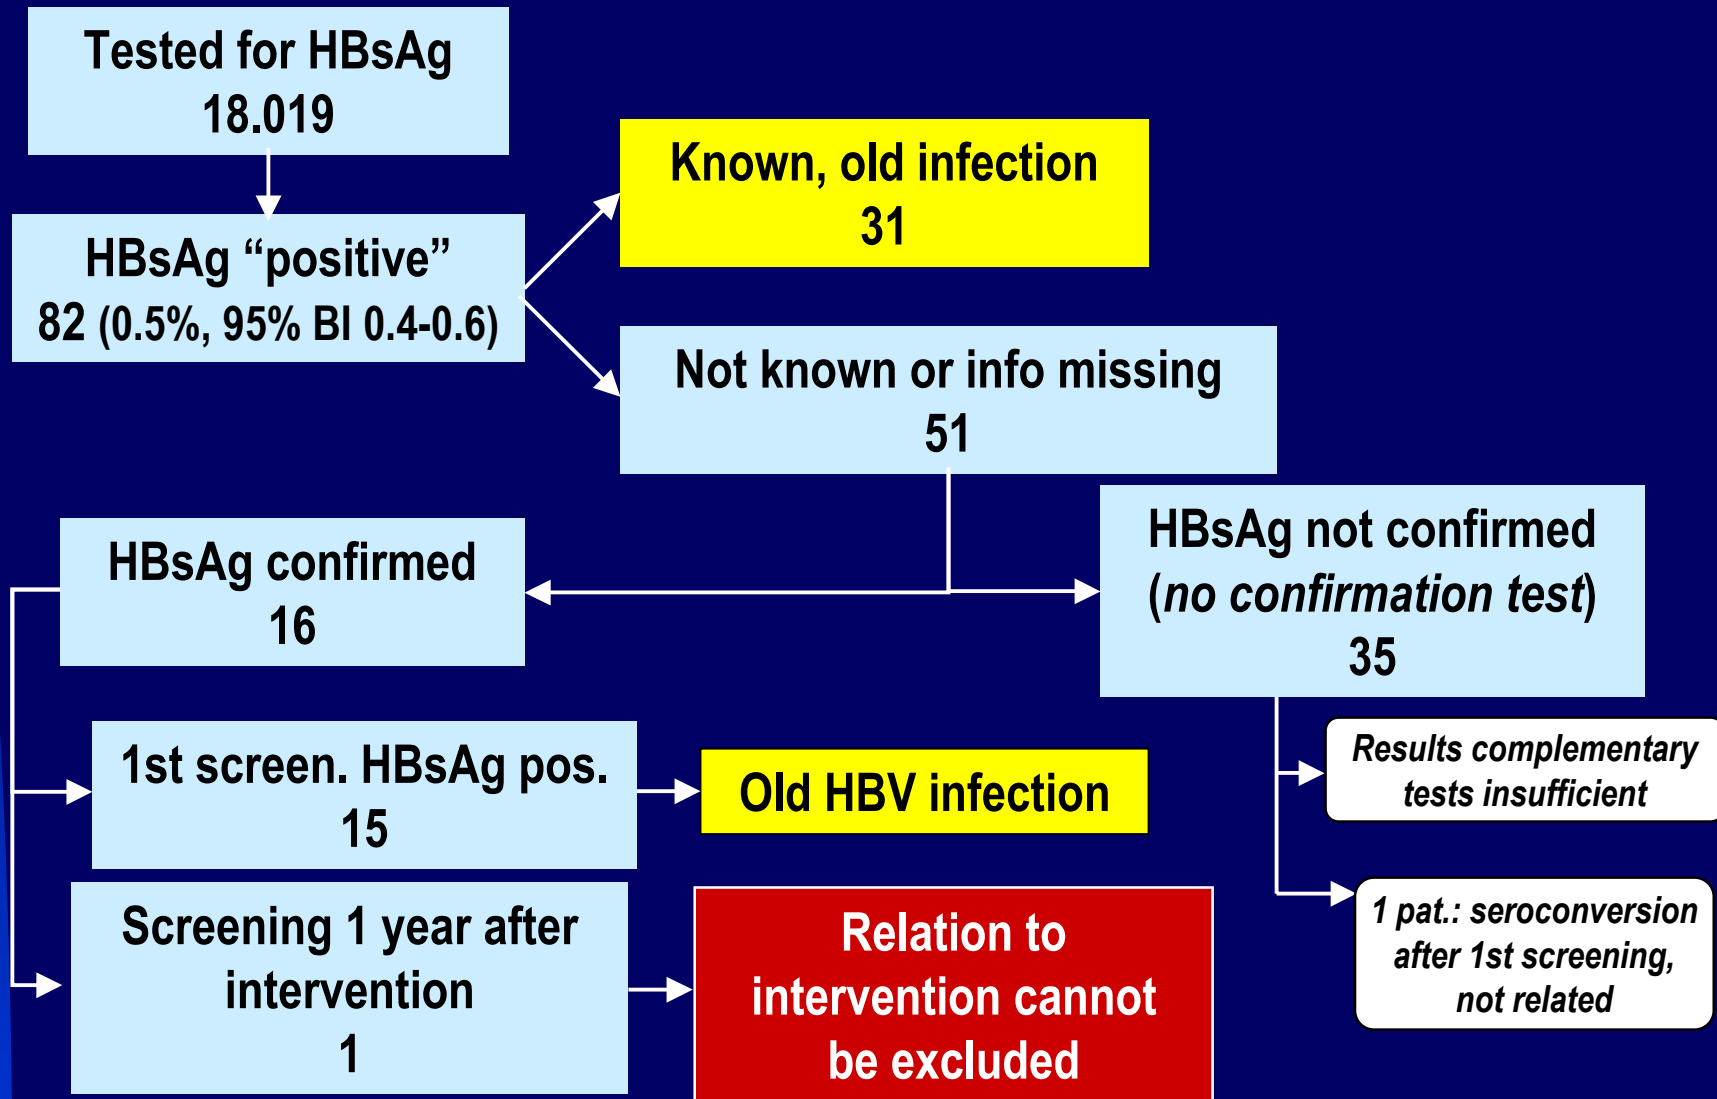 Tested for HBsAg
18.019
HBsAg “positive”
82 (0.5%, 95% BI 0.4-0.6)
Known, old infection
31
Not known or info missing
51
HBsAg confirmed
16
HBsAg not confirmed
(no confirmation test)
35
1st screen. HBsAg pos.
15
Old HBV infection
Results complementary
tests insufficient
Screening 1 year after
intervention
1
Relation to
intervention cannot
be excluded
1 pat.: seroconversion
after 1st screening,
not related